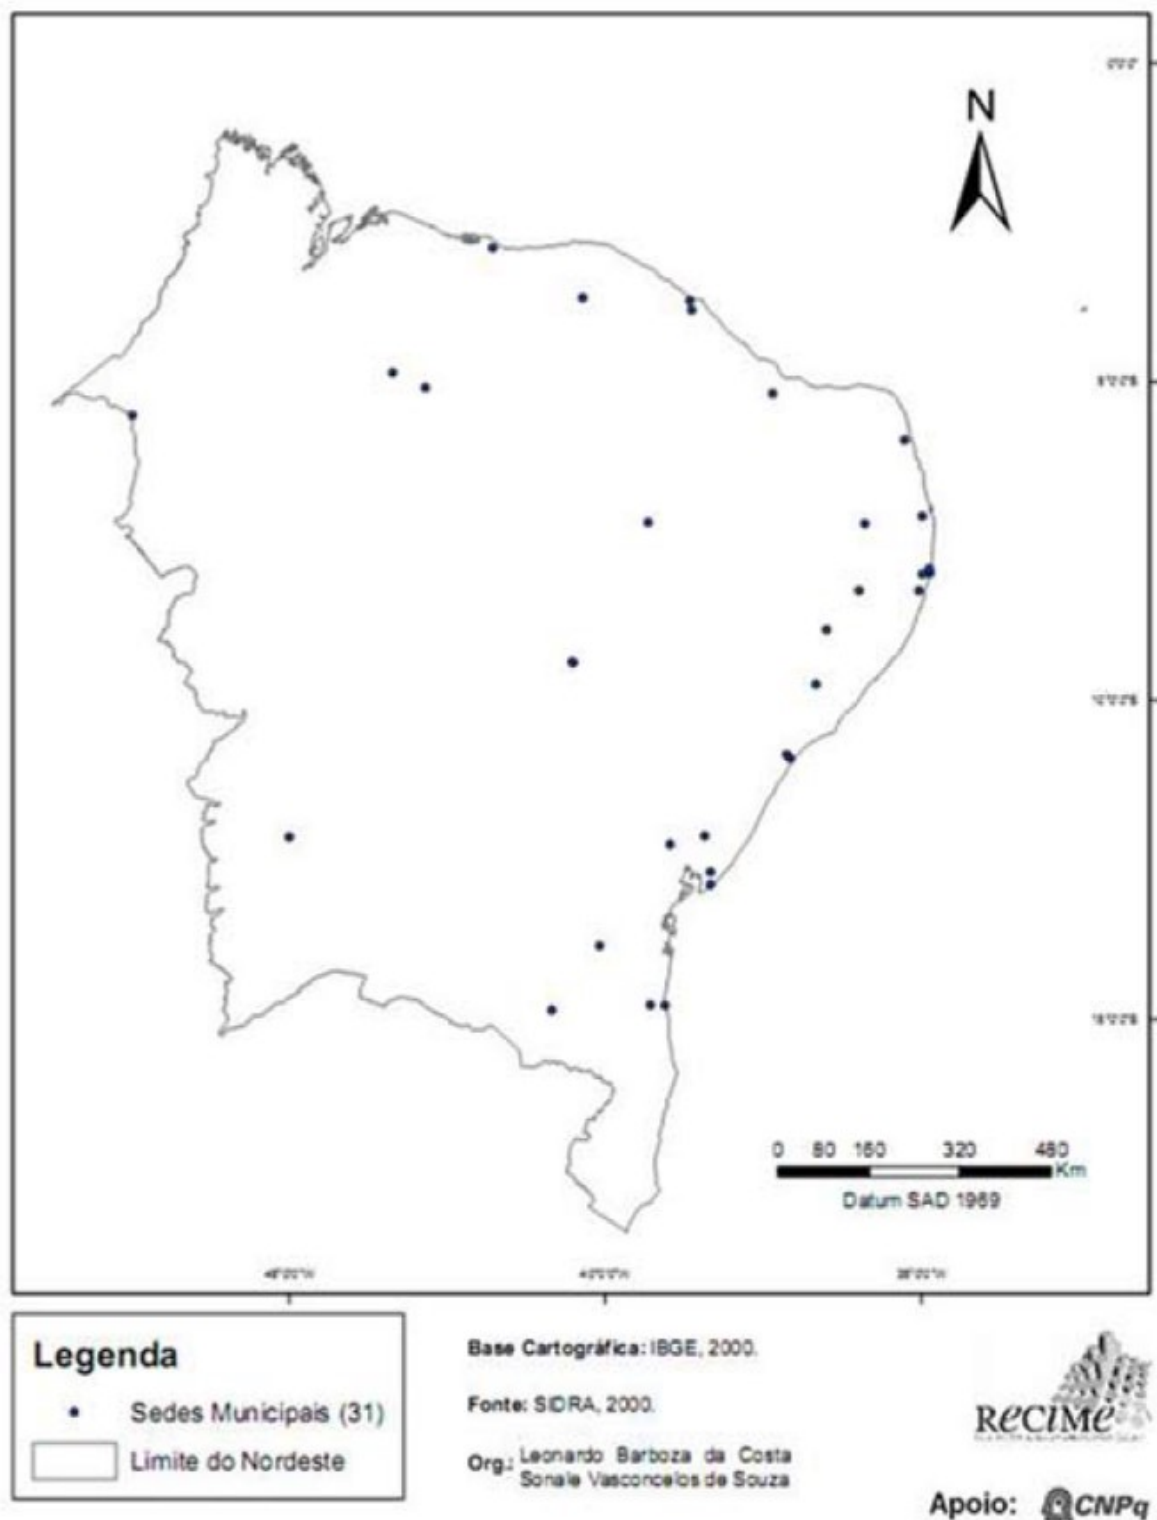 N
0 80 160 320 480
Km
Datum SAD 1969
Legenda
Sedes Municipais (31)
Limite do Nordeste
Base Cartográfica: IBGE, 2000.
Fonte: SIDRA, 2000.
Org.: Leonardo Barboza da Costa
Sonale Vasconcelos de Souza
ReCiMe
Apoio: CNPq